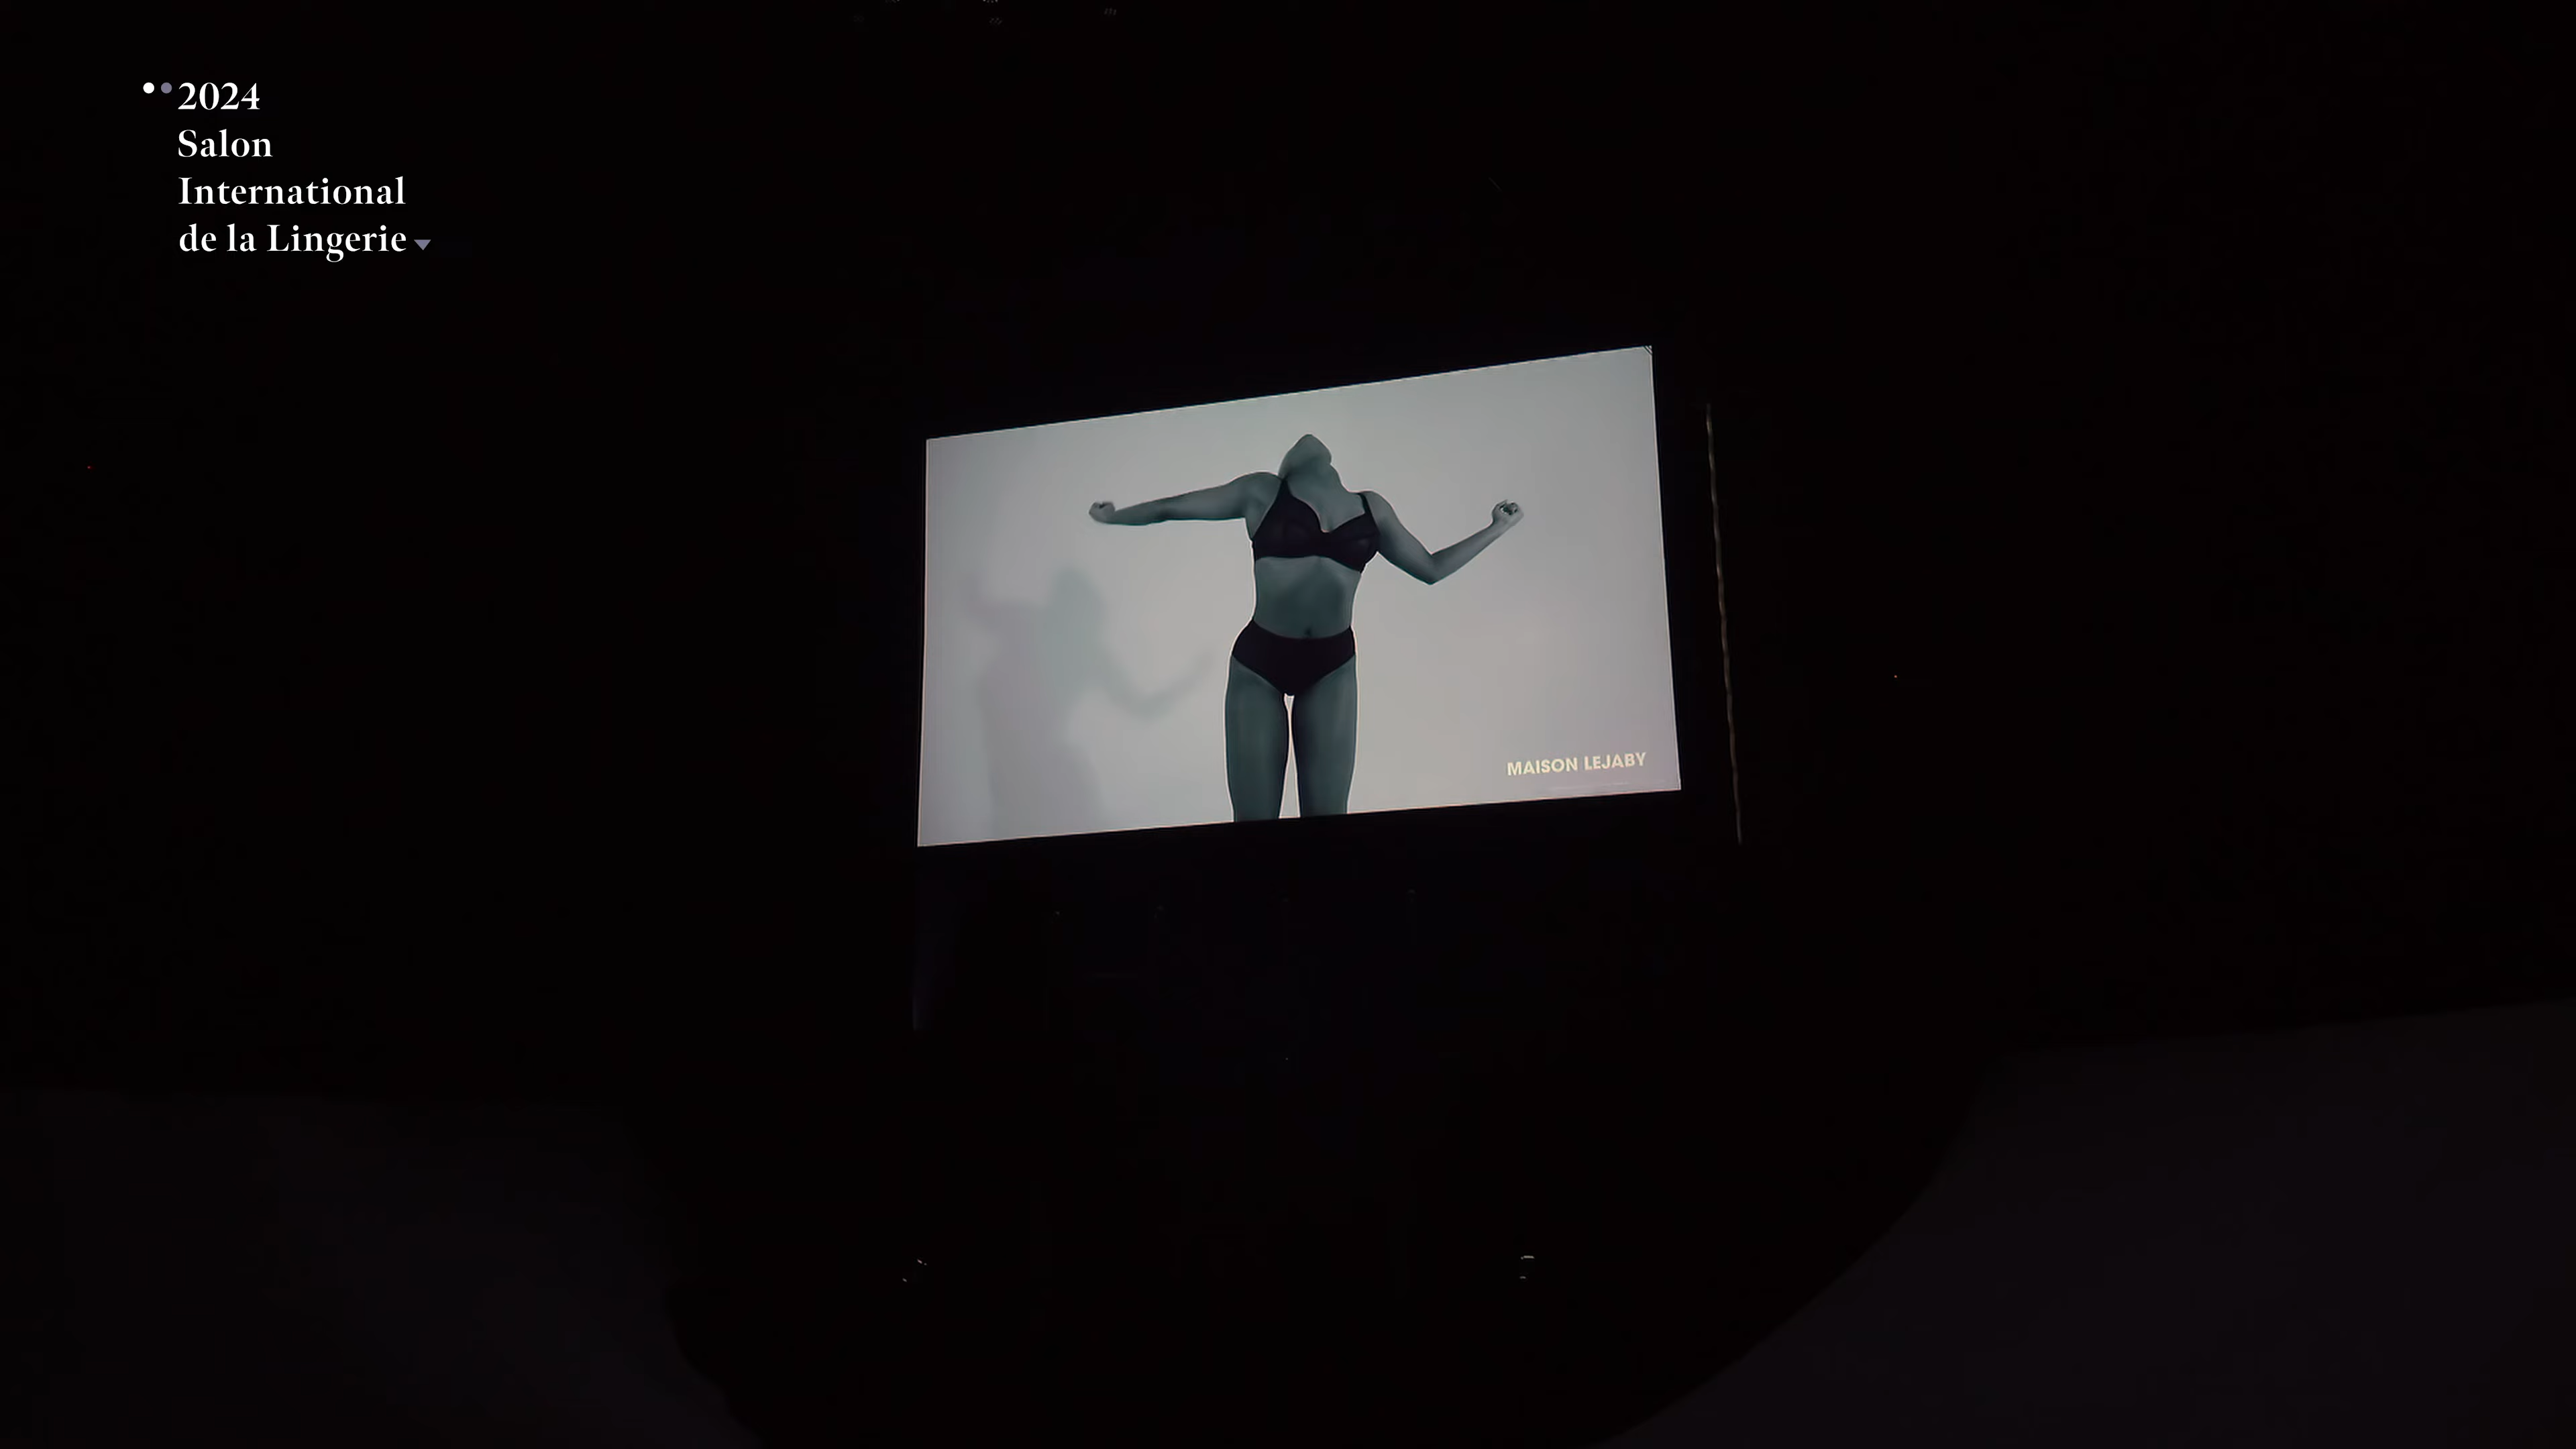 2024
Salon
International
de la Lingerie
MAISON LEJABY